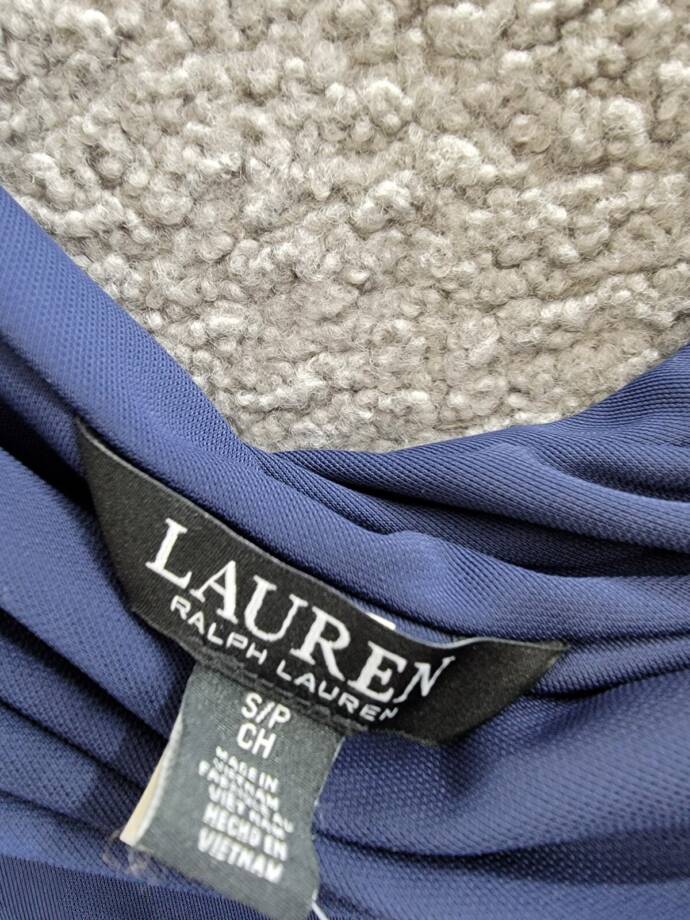 LAUREN
RALPH LAUREN
S/P
CH
MADE IN
VIETNAM
HECHO EN
VIETNAM